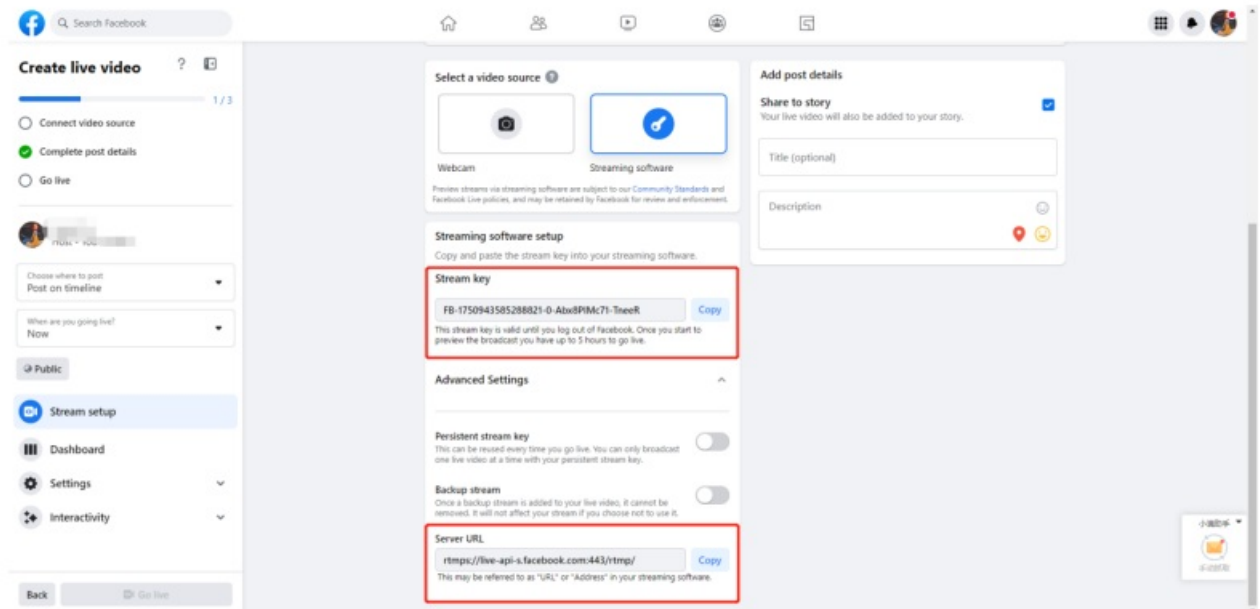 Search Facebook
Create live video
?
1 / 3
Connect video source
Complete post details
Go live
Choose where to post
Post on timeline
When are you going live?
Now
Public
Stream setup
Dashboard
Settings
Interactivity
Back
Go live
Select a video source ?
Webcam
Streaming software
Preview streams via streaming software are subject to our Community Standards and
Facebook Live policies, and may be retained by Facebook for review and enforcement.
Streaming software setup
Copy and paste the stream key into your streaming software.
Stream key
FB-1750943585288821-0-Abx8PlMc71-TneeR
Copy
This stream key is valid until you log out of Facebook. Once you start to
preview the broadcast you have up to 5 hours to go live.
Advanced Settings
Persistent stream key
This can be reused every time you go live. You can only broadcast
one live video at a time with your persistent stream key.
Backup stream
Once a backup stream is added to your live video, it cannot be
removed. It will not affect your stream if you choose not to use it.
Server URL
rtmps://live-api-s.facebook.com:443/rtmp/
Copy
This may be referred to as "URL" or "Address" in your streaming software.
Add post details
Share to story
Your live video will also be added to your story.
Title (optional)
Description